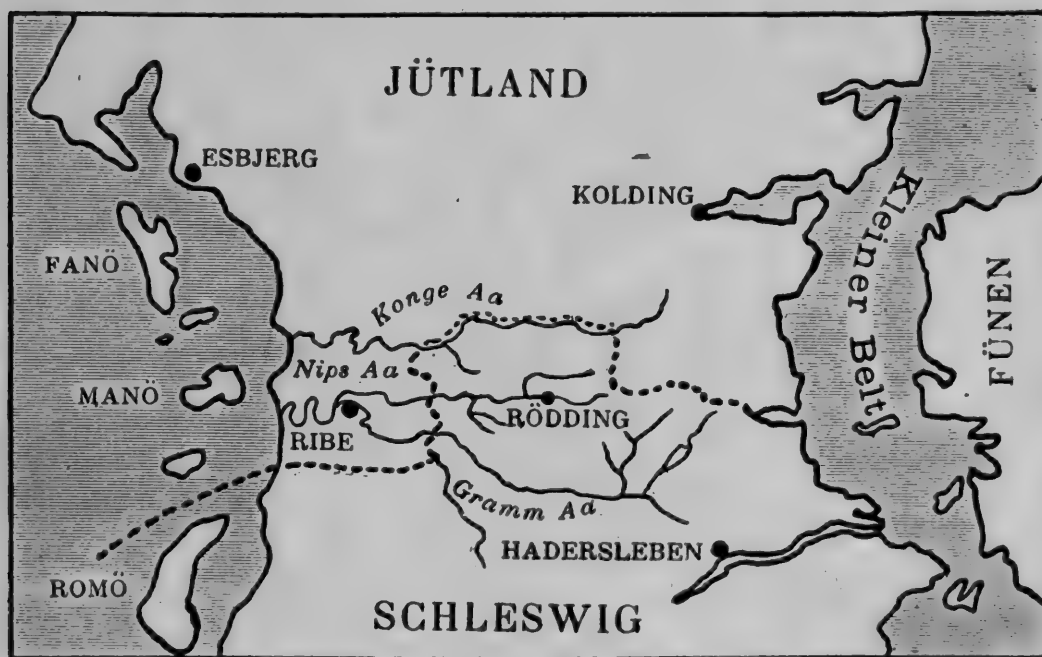 JÜTLAND
ESBJERG
KOLDING
Kleiner Belt
FANÖ
FÜNEN
Konge Aa
Nips Aa
MANÖ
RÖDDING
RIBE
Gramm Aa
HADERSLEBEN
ROMÖ
SCHLESWIG